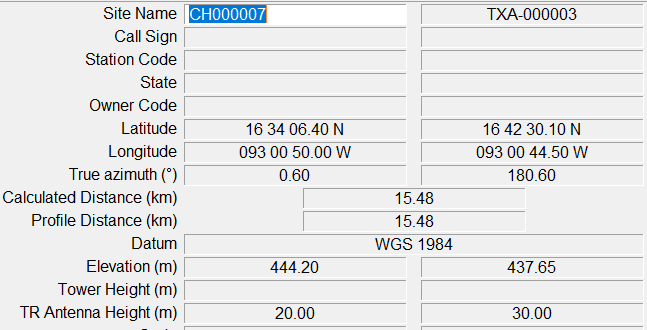 Site Name CH000007 TXA-000003
Call Sign
Station Code
State
Owner Code
Latitude 16 34 06.40 N 16 42 30.10 N
Longitude 093 00 50.00 W 093 00 44.50 W
True azimuth (°) 0.60 180.60
Calculated Distance (km) 15.48
Profile Distance (km) 15.48
Datum WGS 1984
Elevation (m) 444.20 437.65
Tower Height (m)
TR Antenna Height (m) 20.00 30.00